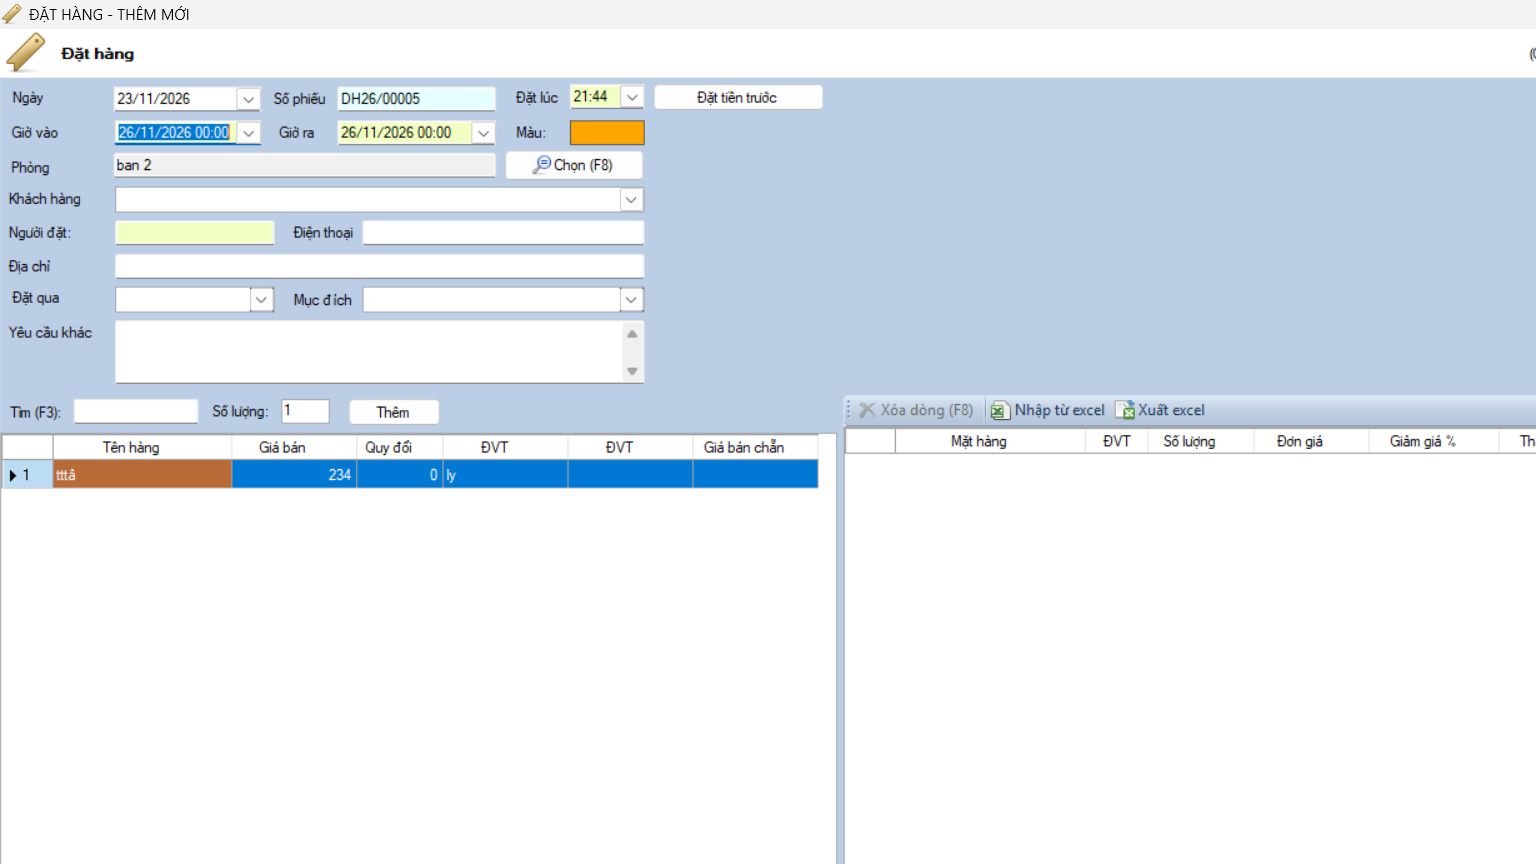 ĐẶT HÀNG - THÊM MỚI
Đặt hàng
Ngày 23/11/2026 Số phiếu DH26/00005 Đặt lúc 21:44 Đặt tiền trước
Giờ vào 26/11/2026 00:00 Giờ ra 26/11/2026 00:00 Màu:
Phòng ban 2 Chọn (F8)
Khách hàng
Người đặt: Điện thoại
Địa chỉ
Đặt qua Mục đích
Yêu cầu khác
Tìm (F3): Số lượng: 1 Thêm
Xóa dòng (F8) Nhập từ excel Xuất excel
Tên hàng Giá bán Quy đổi ĐVT ĐVT Giá bán chẵn
1 tttâ 234 0 ly
Mặt hàng ĐVT Số lượng Đơn giá Giảm giá %